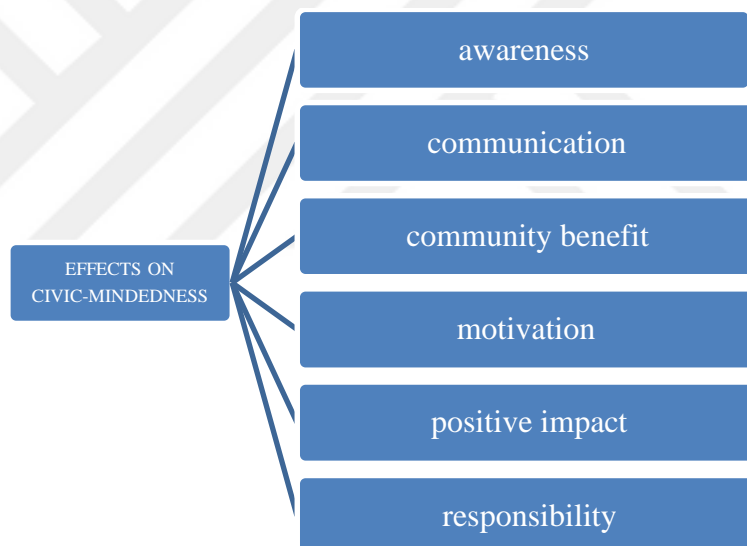 awareness
communication
community benefit
EFFECTS ON
CIVIC-MINDEDNESS
motivation
positive impact
responsibility